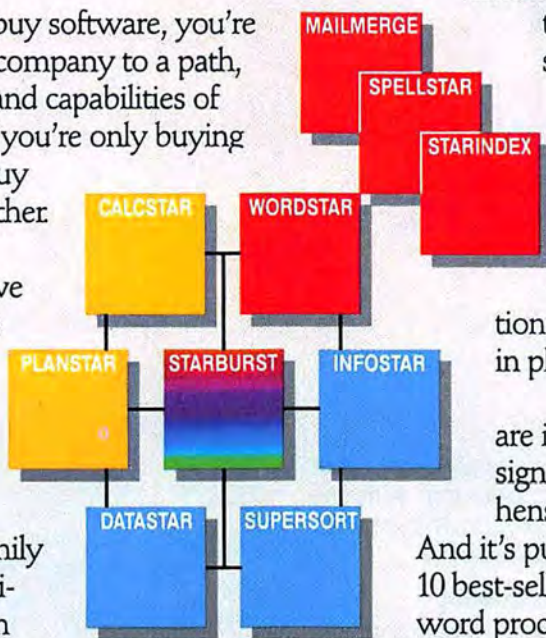 buy software, you're
company to a path,
and capabilities of
you're only buying
uy
ther.
ve
nily
i-
n
MAILMERGE
SPELLSTAR
STARINDEX
CALCSTAR
WORDSTAR
PLANSTAR
STARBURST
INFOSTAR
DATASTAR
SUPERSORT
t
s
tion
in pl
are i
sign
hens
And it's pu
10 best-sel
word proc